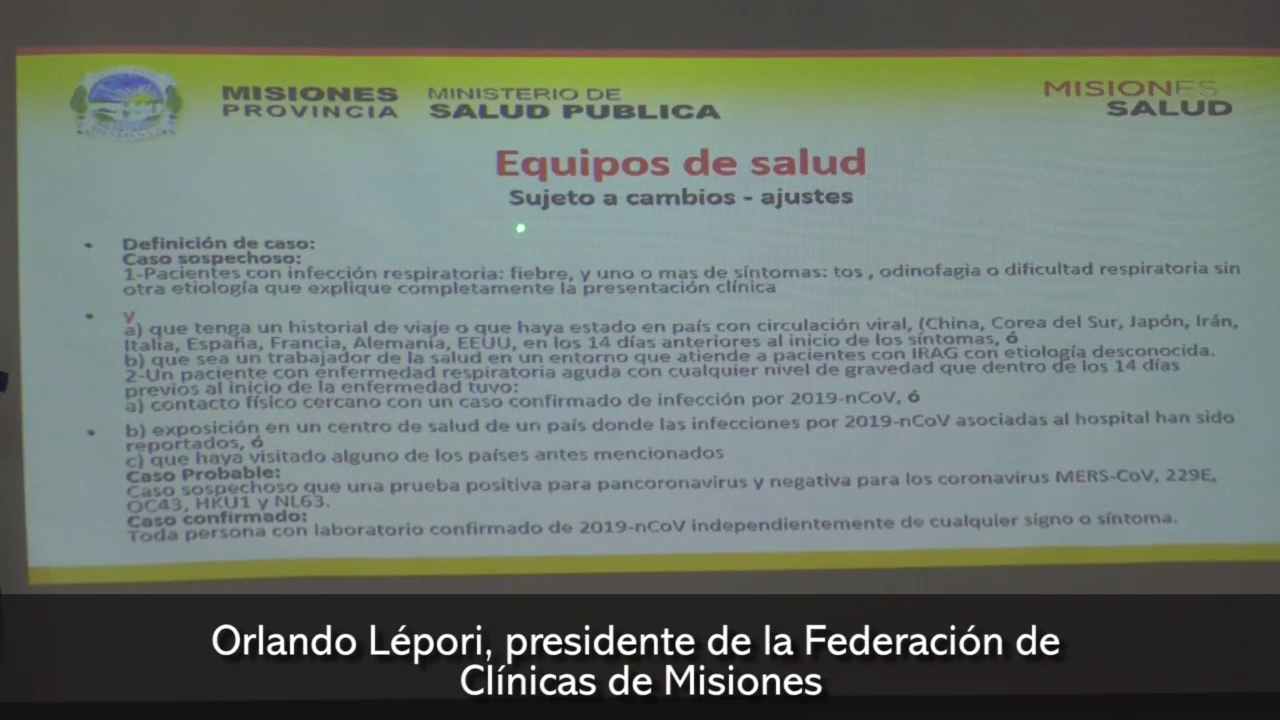 MISIONES
PROVINCIA
MINISTERIO DE
SALUD PUBLICA
MISIONES
SALUD
Equipos de salud
Sujeto a cambios - ajustes
• Definición de caso:
Caso sospechoso:
1-Pacientes con infección respiratoria: fiebre, y uno o mas de síntomas: tos , odinofagia o dificultad respiratoria sin
otra etiología que explique completamente la presentación clínica
• y
a) que tenga un historial de viaje o que haya estado en país con circulación viral, (China, Corea del Sur, Japón, Irán,
Italia, España, Francia, Alemania, EEUU, en los 14 días anteriores al inicio de los síntomas, ó
b) que sea un trabajador de la salud en un entorno que atiende a pacientes con IRAG con etiología desconocida.
2-Un paciente con enfermedad respiratoria aguda con cualquier nivel de gravedad que dentro de los 14 días
previos al inicio de la enfermedad tuvo:
a) contacto físico cercano con un caso confirmado de infección por 2019-nCoV, ó
• b) exposición en un centro de salud de un país donde las infecciones por 2019-nCoV asociadas al hospital han sido
reportados, ó
c) que haya visitado alguno de los países antes mencionados
Caso Probable:
Caso sospechoso que una prueba positiva para pancoronavirus y negativa para los coronavirus MERS-CoV, 229E,
OC43, HKU1 y NL63.
Caso confirmado:
Toda persona con laboratorio confirmado de 2019-nCoV independientemente de cualquier signo o síntoma.
Orlando Lépori, presidente de la Federación de
Clínicas de Misiones